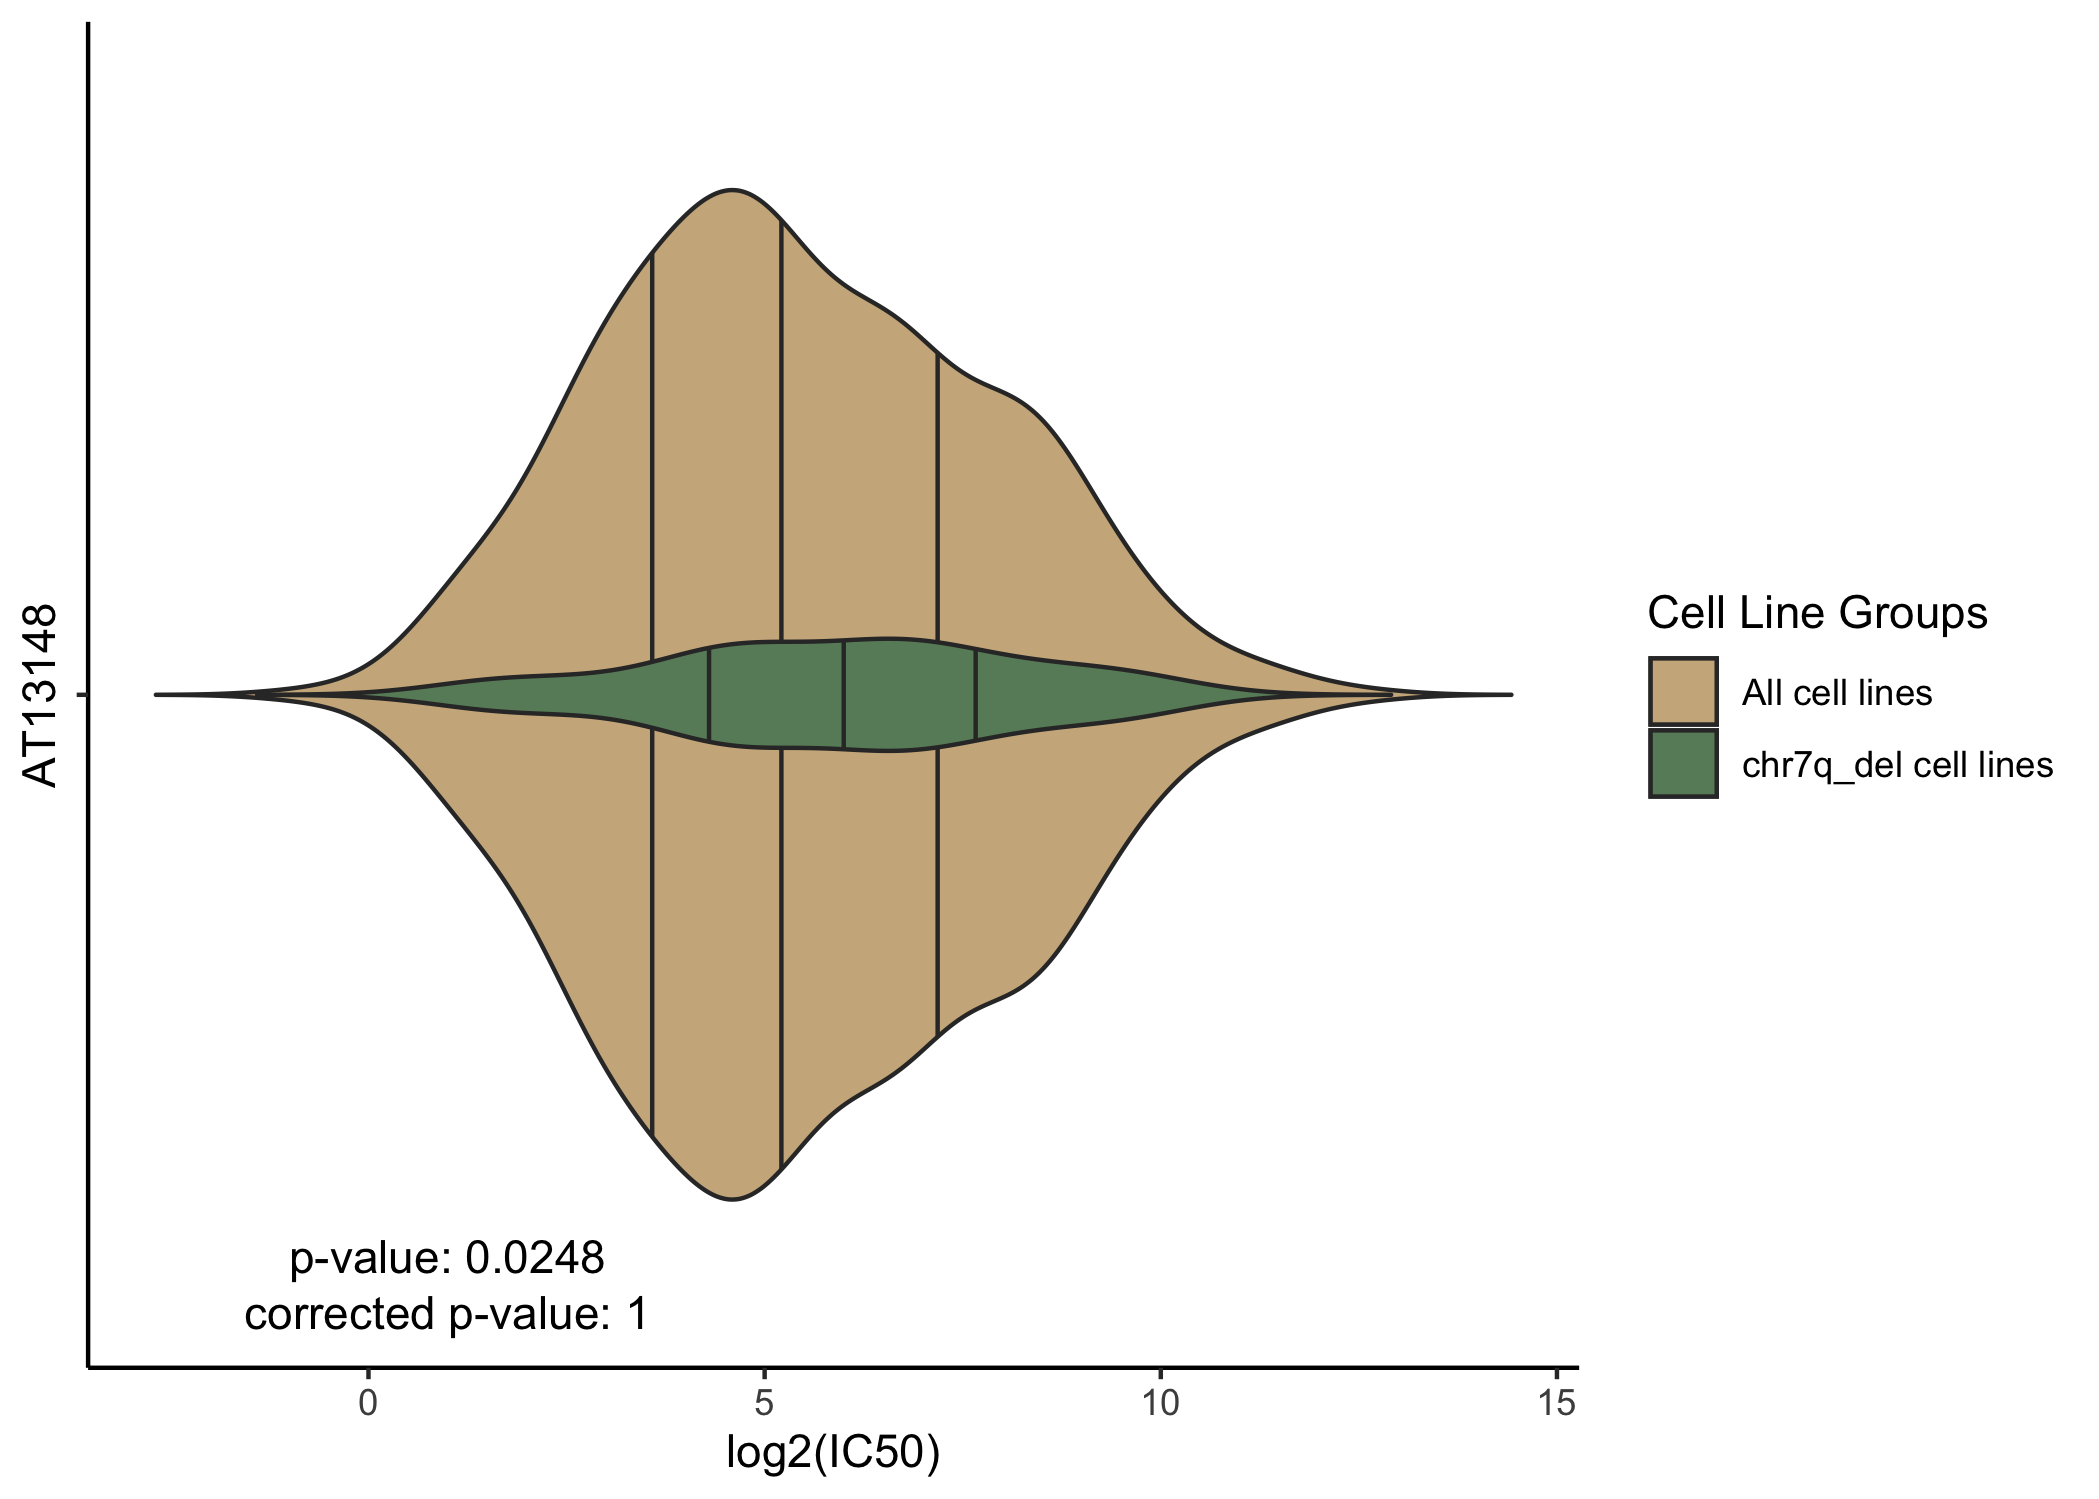 AT13148
p-value: 0.0248
corrected p-value: 1
0 5 10 15
log2(IC50)
Cell Line Groups
All cell lines
chr7q_del cell lines